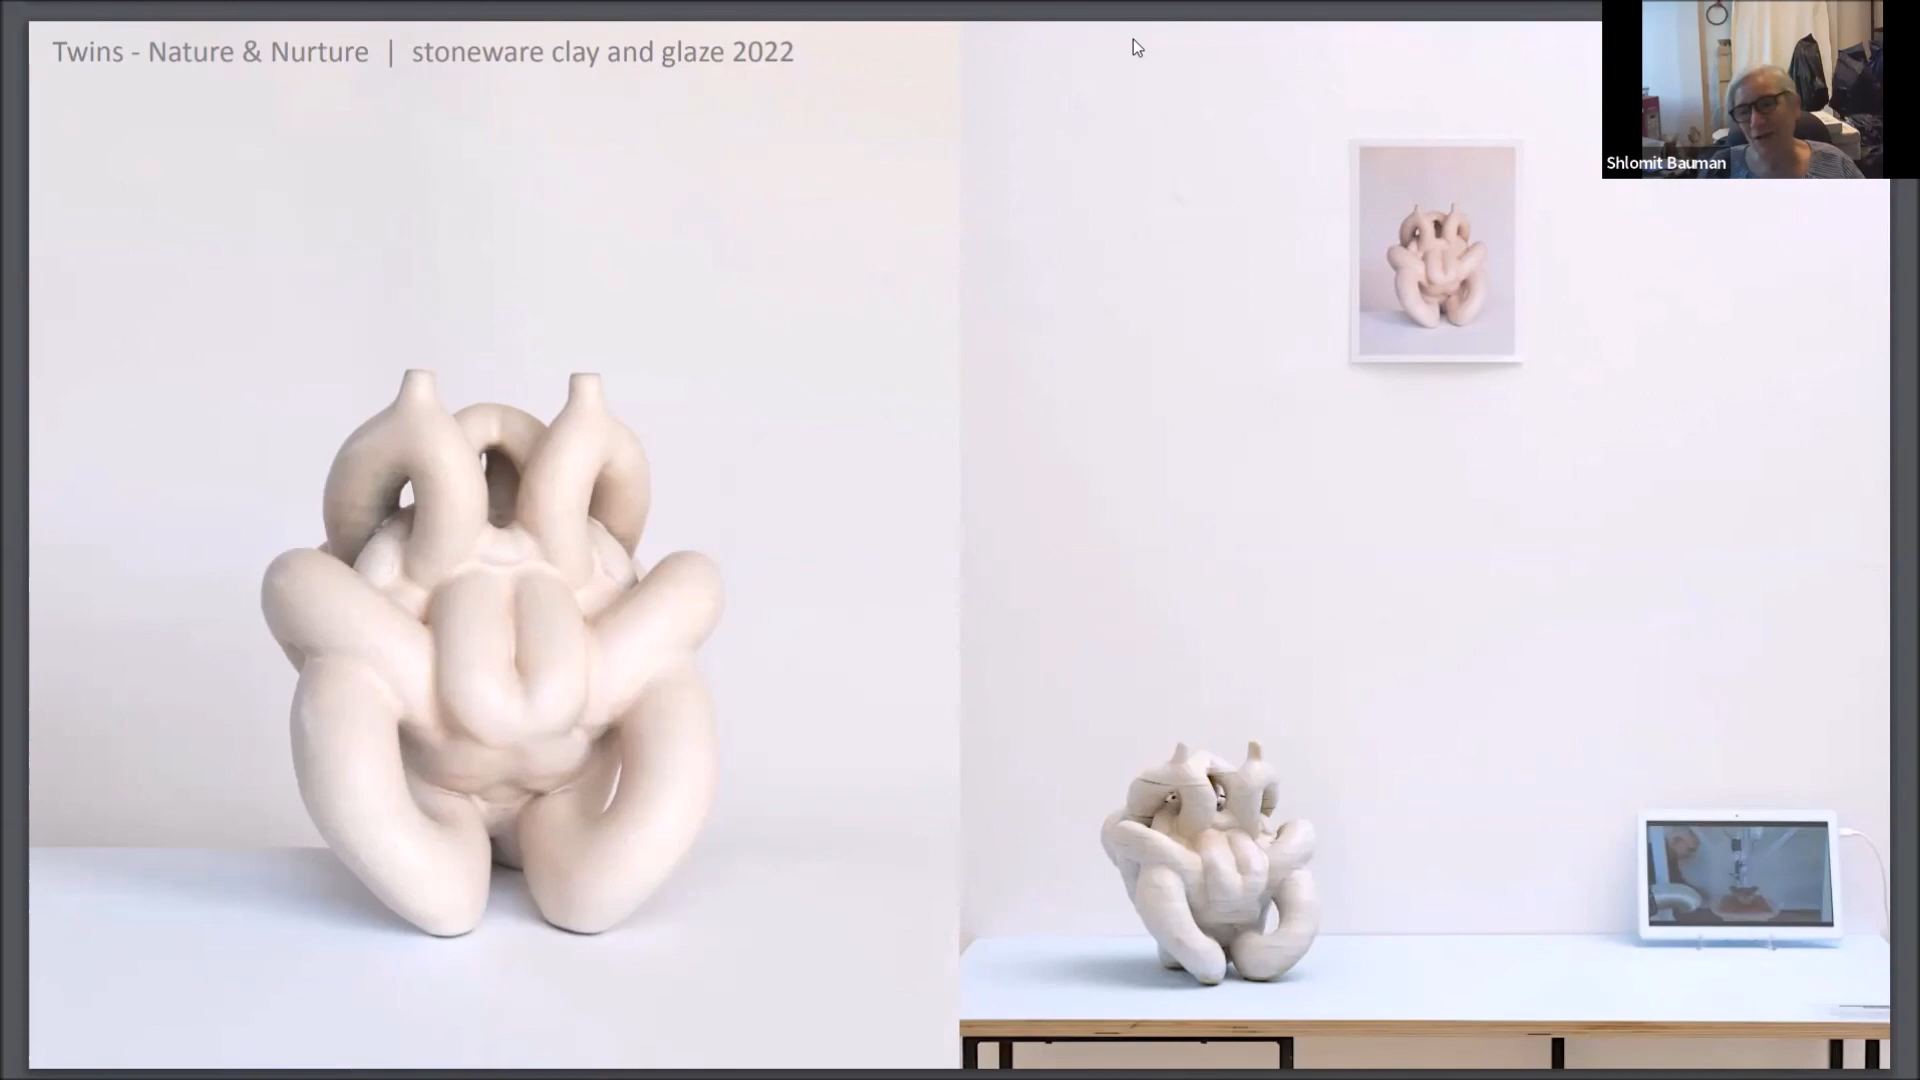 Twins - Nature & Nurture | stoneware clay and glaze 2022
Shlomit Bauman